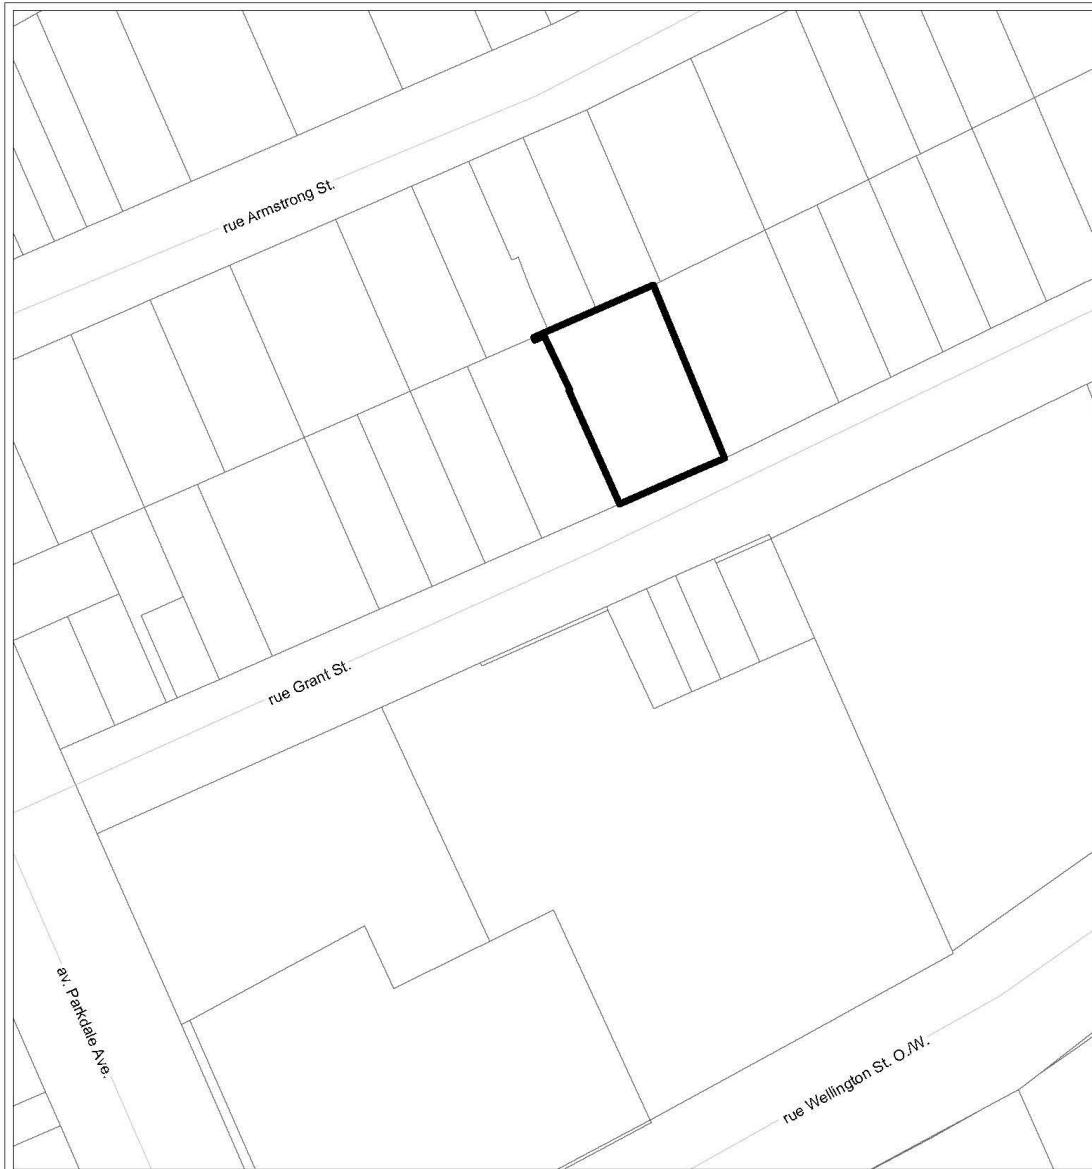 rue Armstrong St.
rue Grant St.
av. Parkdale Ave.
rue Wellington St. O./W.